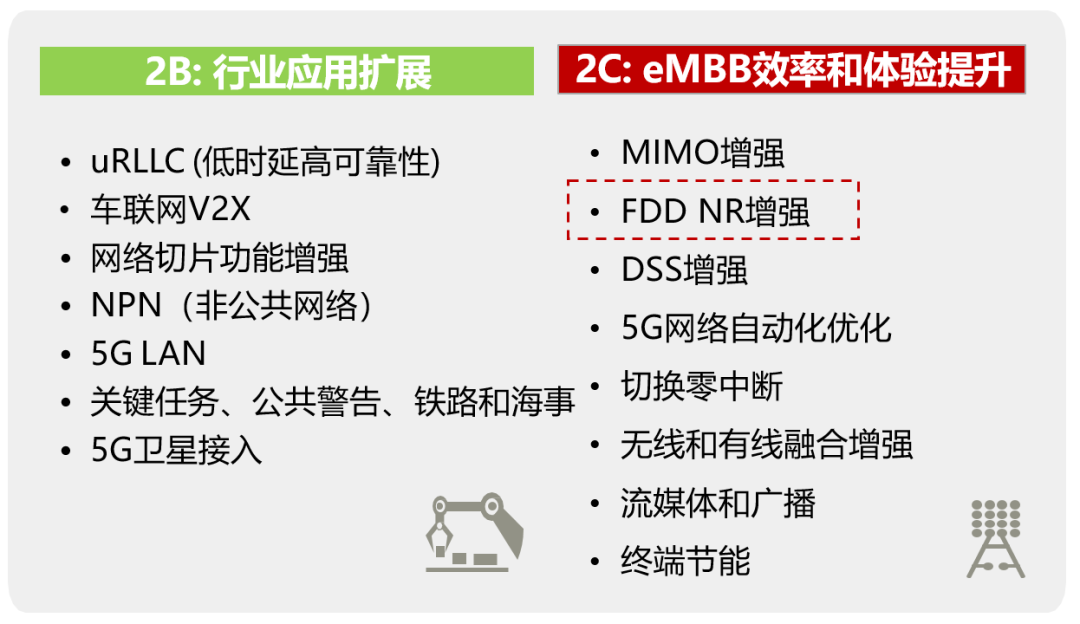 2B: 行业应用扩展
• uRLLC (低时延高可靠性)
• 车联网V2X
• 网络切片功能增强
• NPN（非公共网络）
• 5G LAN
• 关键任务、公共警告、铁路和海事
• 5G卫星接入
2C: eMBB效率和体验提升
• MIMO增强
• FDD NR增强
• DSS增强
• 5G网络自动化优化
• 切换零中断
• 无线和有线融合增强
• 流媒体和广播
• 终端节能